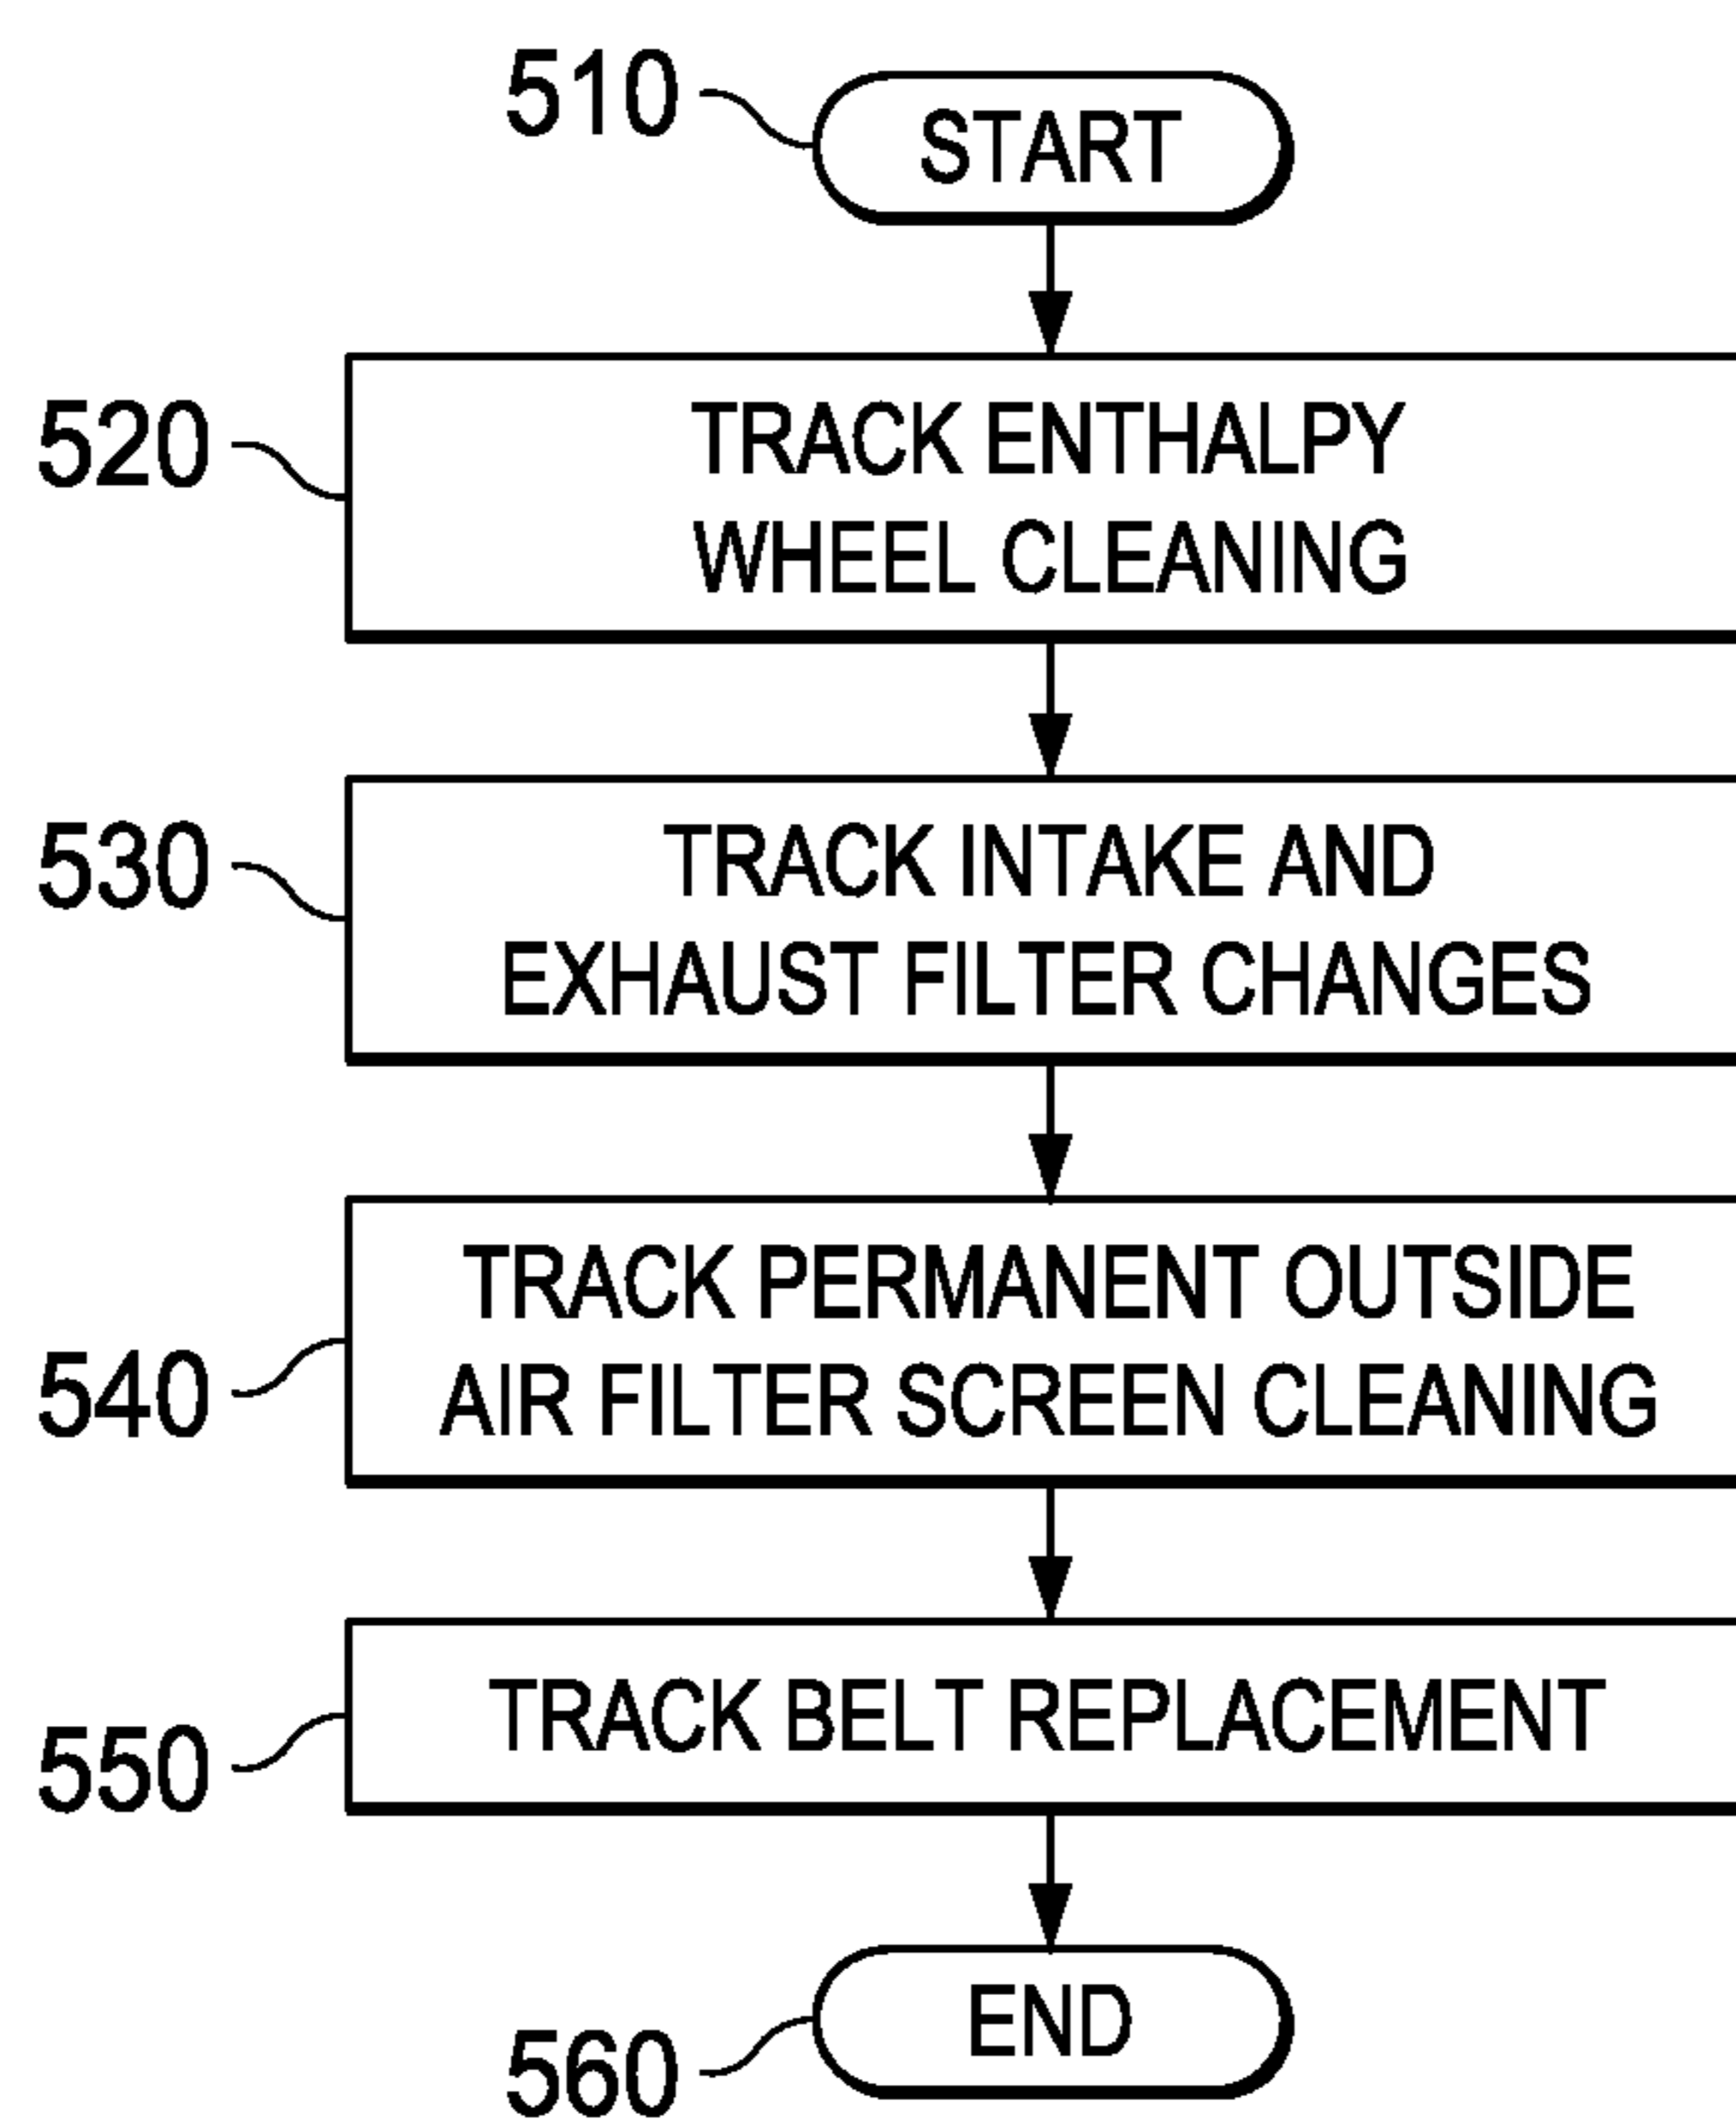 510
START
520
TRACK ENTHALPY
WHEEL CLEANING
530
TRACK INTAKE AND
EXHAUST FILTER CHANGES
540
TRACK PERMANENT OUTSIDE
AIR FILTER SCREEN CLEANING
550
TRACK BELT REPLACEMENT
560
END